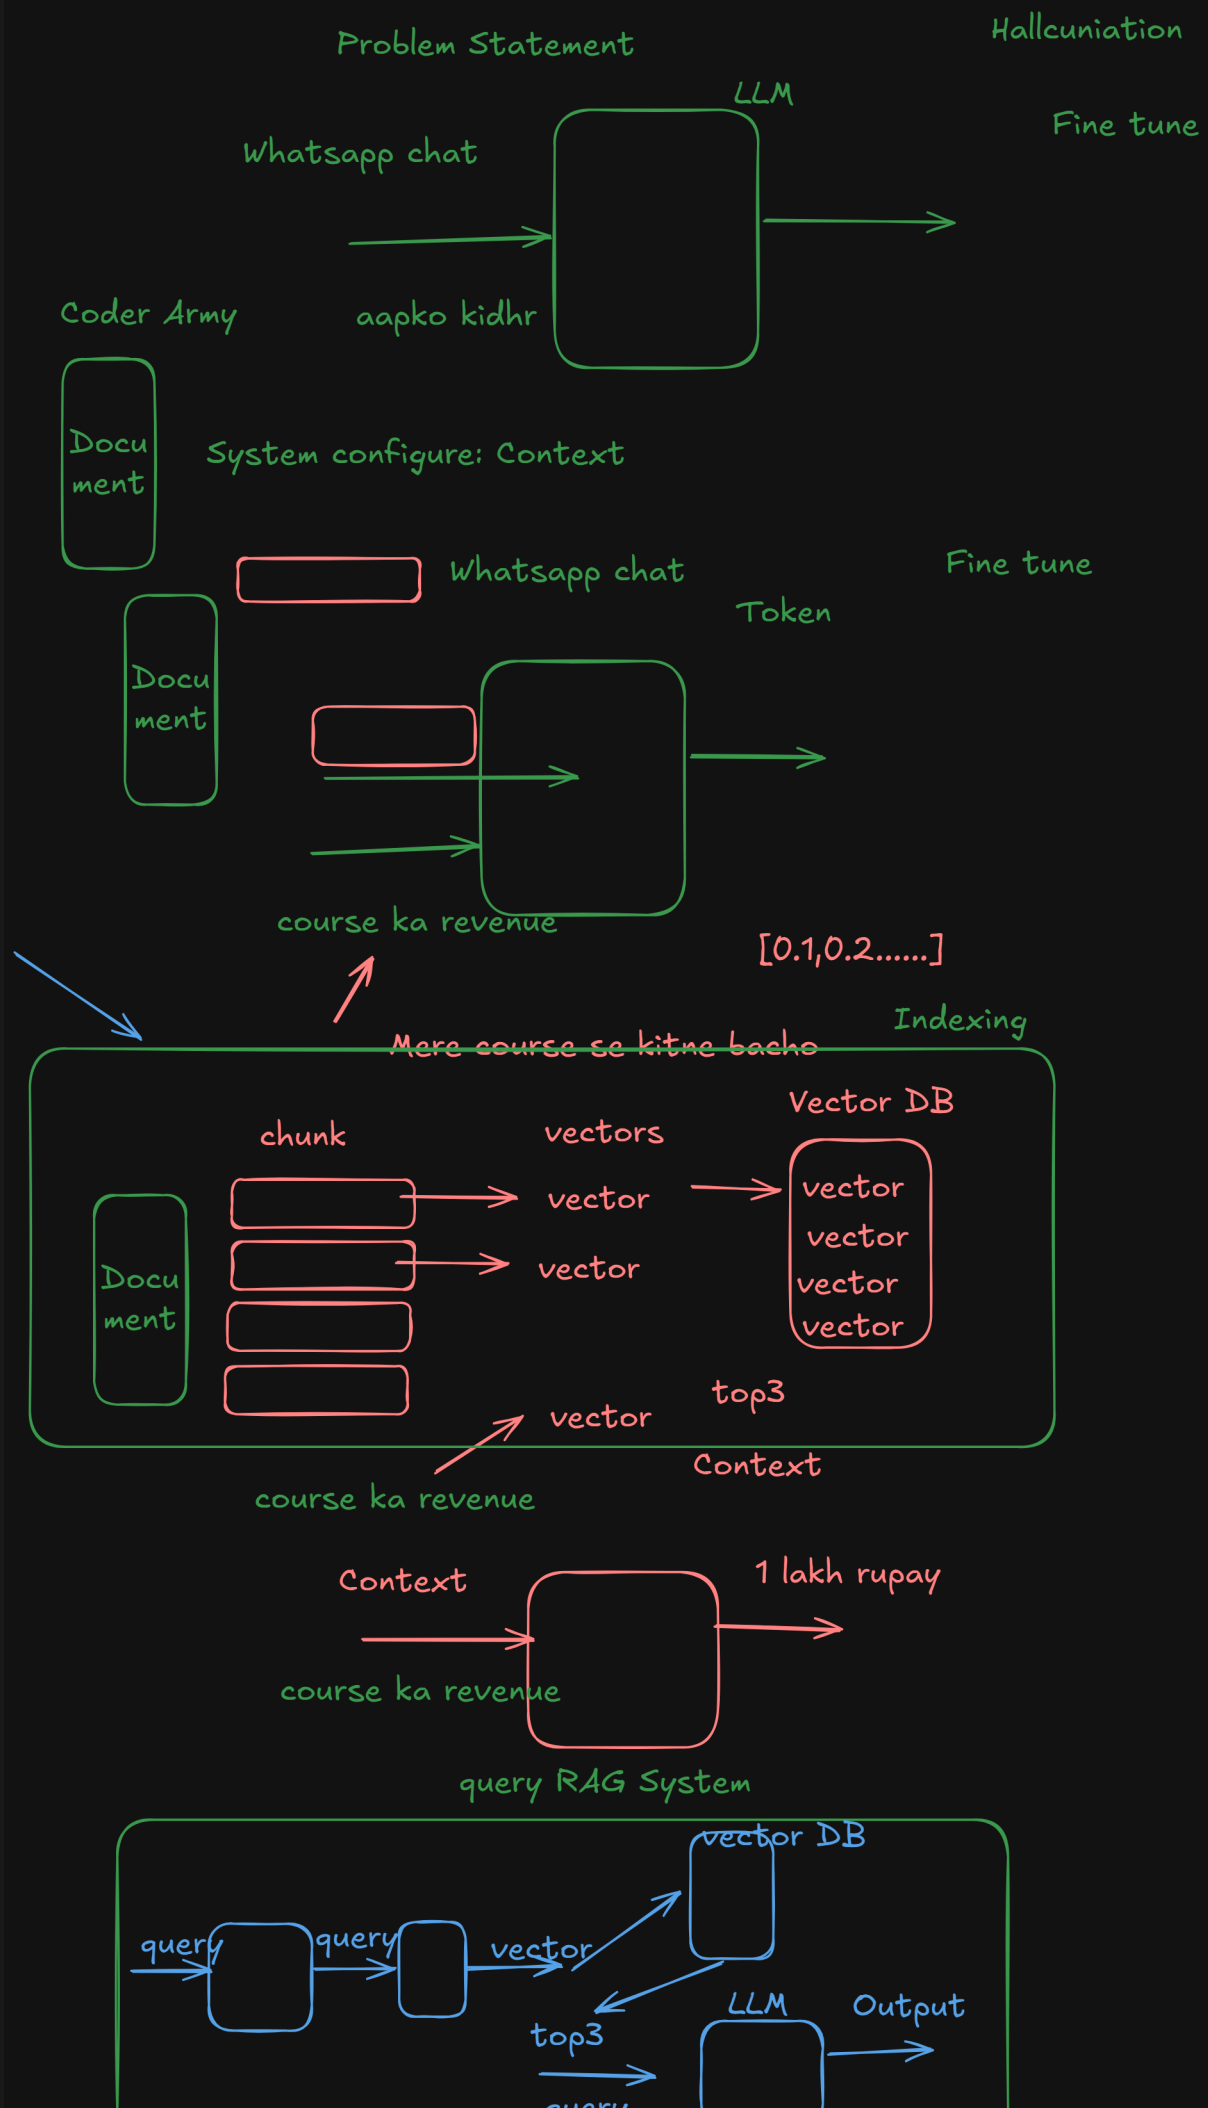 Problem Statement
Hallcuniation
LLM
Fine tune
Whatsapp chat
Coder Army
aapko kidhr
Docu
ment
System configure: Context
Whatsapp chat
Fine tune
Token
Docu
ment
course ka revenue
[0.1,0.2......]
Indexing
Mere course se kitne bacho
Vector DB
chunk
vectors
vector
vector
vector
vector
vector
vector
Docu
ment
top3
vector
Context
course ka revenue
Context
1 lakh rupay
course ka revenue
query RAG System
vector DB
query
query
vector
LLM
Output
top3
query